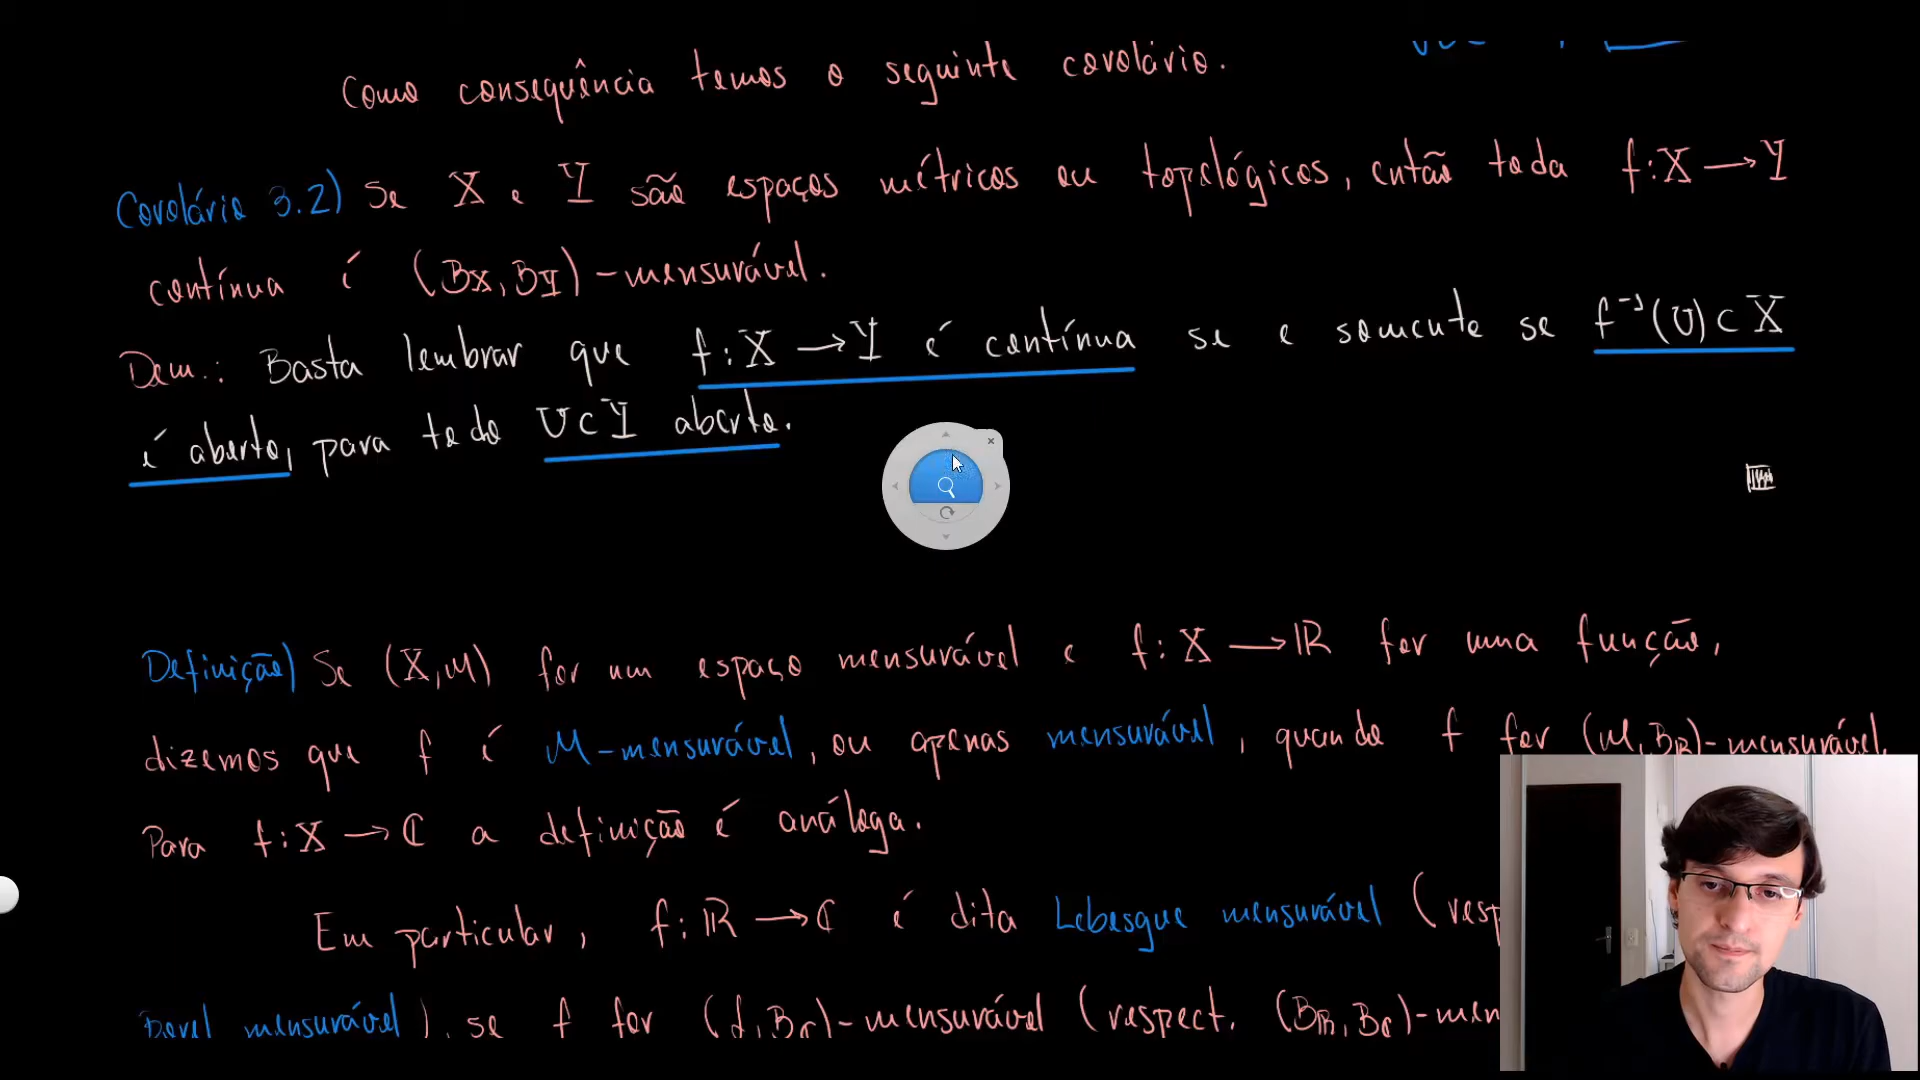 Como consequência temos o seguinte corolário.
Corolário 3.2) Se X e Y são espaços métricos ou topológicos, então toda f:X→Y
contínua é (B_X, B_Y)-mensurável.
Dem.: Basta lembrar que f:X→Y é contínua se e somente se f⁻¹(U)⊂X
é aberto, para todo U⊂Y aberto.
Definição) Se (X,M) for um espaço mensurável e f:X→ℝ for uma função,
dizemos que f é M-mensurável, ou apenas mensurável, quando f for (M, B_ℝ)-mensurável.
Para f:X→ℂ a definição é análoga.
Em particular, f:ℝ→ℂ é dita Lebesgue mensurável (resp
Borel mensurável), se f for (L, B_ℂ)-mensurável (respect. (B_ℝ, B_ℂ)-men